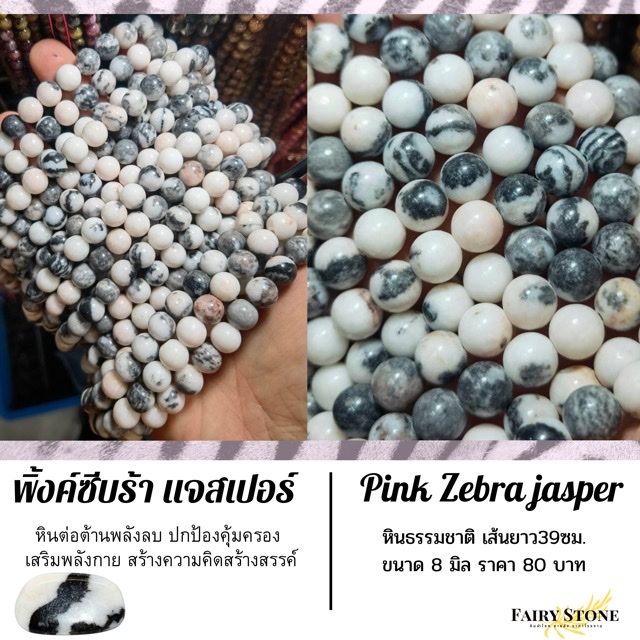 พิ้งค์ซีบร้า แจสเปอร์
หินต่อต้านพลังลบ ปกป้องคุ้มครอง
เสริมพลังกาย สร้างความคิดสร้างสรรค์
Pink Zebra jasper
หินธรรมชาติ เส้นยาว39ซม.
ขนาด 8 มิล ราคา 80 บาท
FAIRY STONE